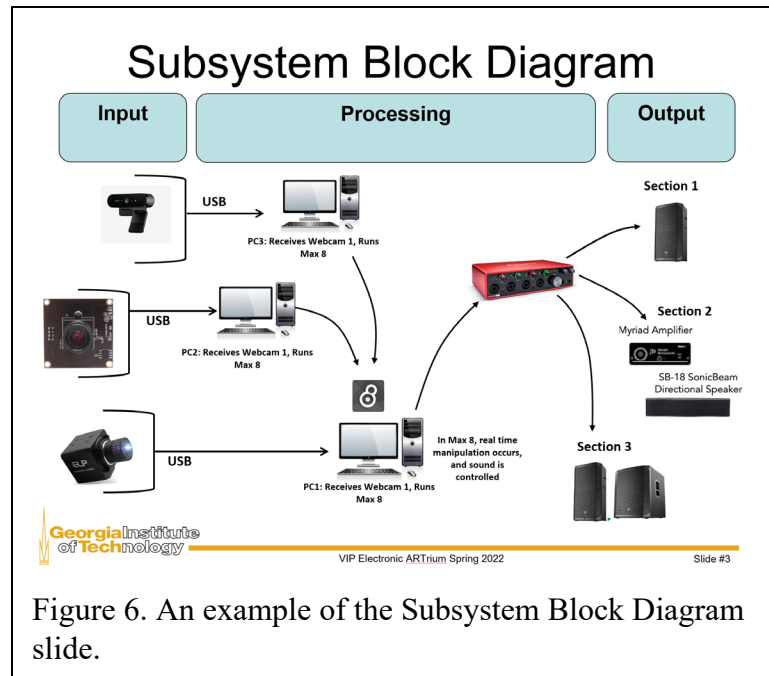 Subsystem Block Diagram
Input
Processing
Output
USB
PC3: Receives Webcam 1, Runs
Max 8
Section 1
USB
PC2: Receives Webcam 1, Runs
Max 8
Section 2
Myriad Amplifier
SB-18 SonicBeam
Directional Speaker
ELP
USB
PC1: Receives Webcam 1, Runs
Max 8
In Max 8, real time
manipulation occurs,
and sound is
controlled
Section 3
Georgia Institute
of Technology
VIP Electronic ARTrium Spring 2022
Slide #3
Figure 6. An example of the Subsystem Block Diagram
slide.